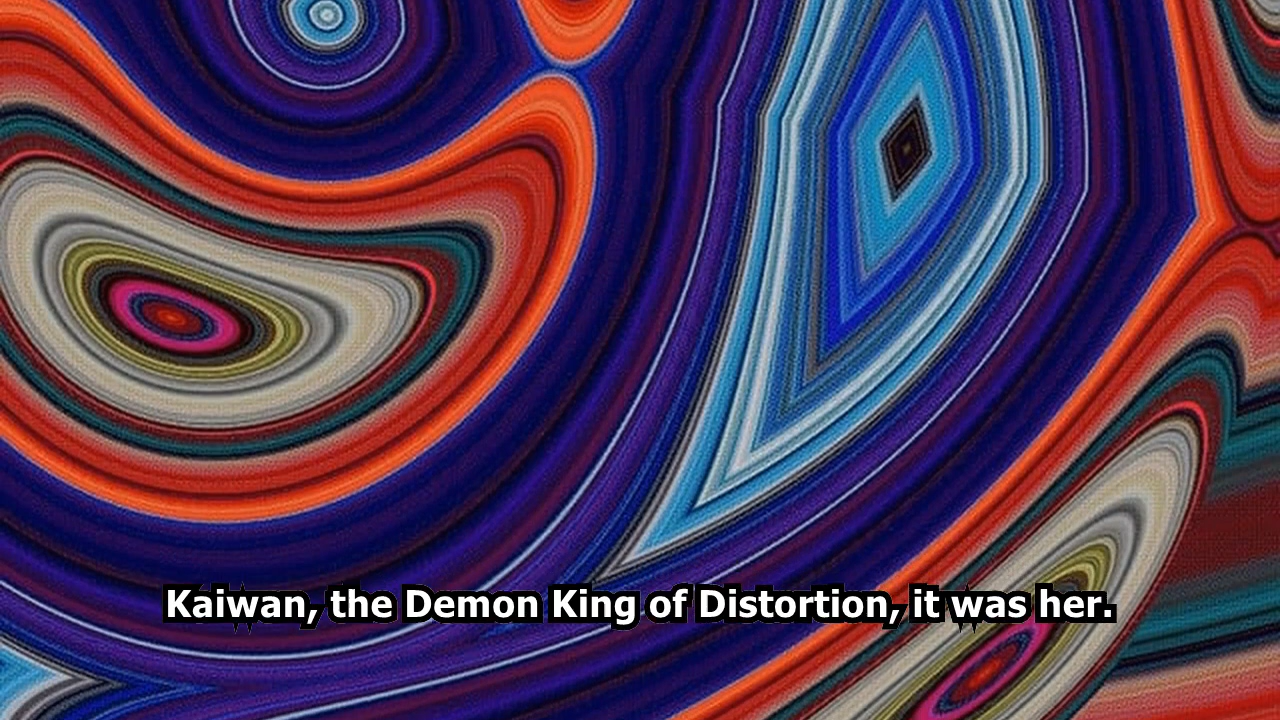 Kaiwan, the Demon King of Distortion, it was her.